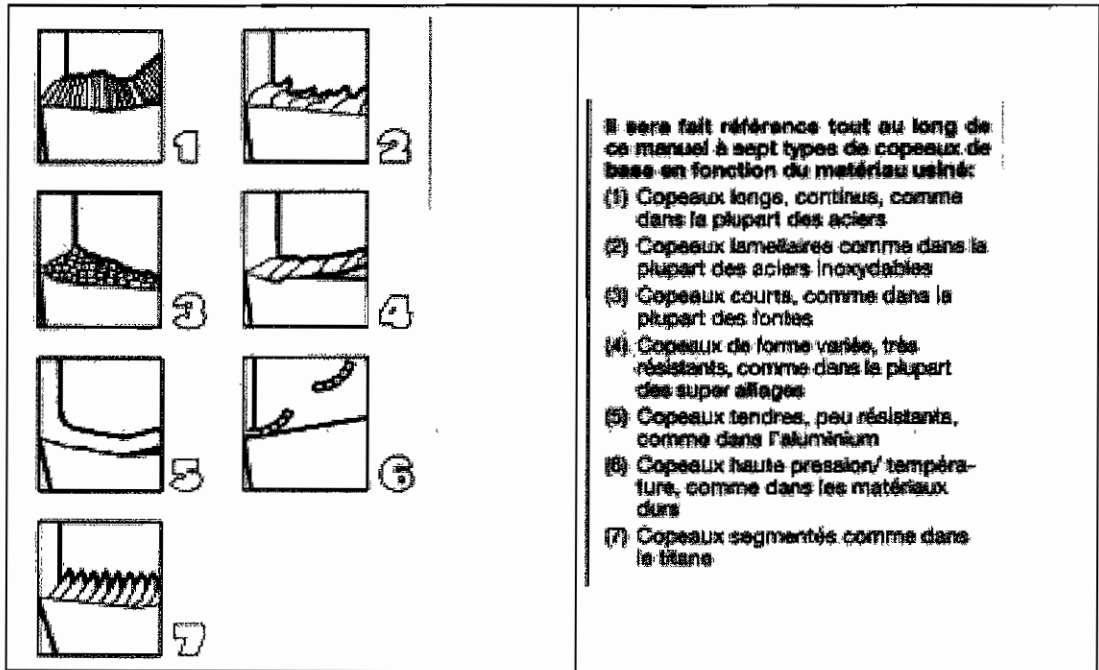 1
2
3
4
5
6
7
Il sera fait référence tout au long de
ce manuel à sept types de copeaux de
base en fonction du matériau usiné:
(1) Copeaux longs, continus, comme
dans la plupart des aciers
(2) Copeaux lamellaires comme dans la
plupart des aciers inoxydables
(3) Copeaux courts, comme dans la
plupart des fontes
(4) Copeaux de forme variée, très
résistants, comme dans la plupart
des super alliages
(5) Copeaux tendres, peu résistants,
comme dans l'aluminium
(6) Copeaux haute pression/ tempéra-
ture, comme dans les matériaux
durs
(7) Copeaux segmentés comme dans
le titane